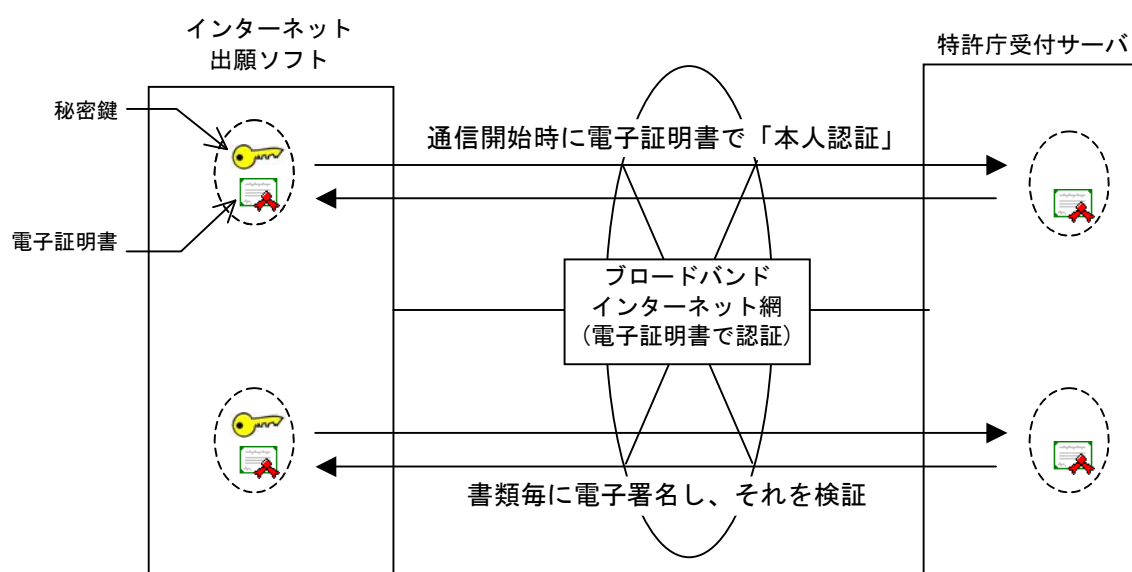 インターネット
出願ソフト
特許庁受付サーバ
秘密鍵
通信開始時に電子証明書で「本人認証」
電子証明書
ブロードバンド
インターネット網
(電子証明書で認証)
書類毎に電子署名し、それを検証